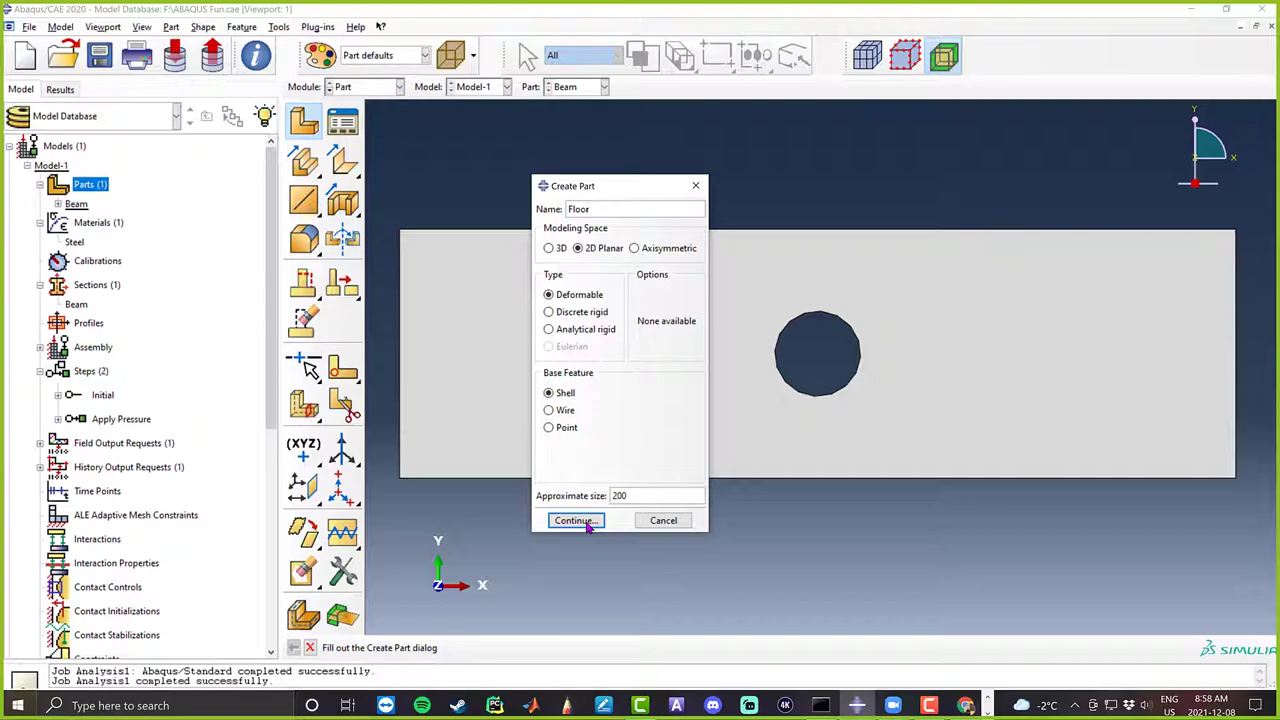 Abaqus/CAE 2020 - Model Database: F:\ABAQUS Fun.cae [Viewport: 1]
File Model Viewport View Part Shape Feature Tools Plug-ins Help
Part defaults
All
Model Results
Module: Part Model: Model-1 Part: Beam
Model Database
Models (1)
Model-1
Parts (1)
Beam
Materials (1)
Steel
Calibrations
Sections (1)
Beam
Profiles
Assembly
Steps (2)
Initial
Apply Pressure
Field Output Requests (1)
History Output Requests (1)
Time Points
ALE Adaptive Mesh Constraints
Interactions
Interaction Properties
Contact Controls
Contact Initializations
Contact Stabilizations
(XYZ)
Create Part
Name: Floor
Modeling Space
3D 2D Planar Axisymmetric
Type
Deformable
Discrete rigid
Analytical rigid
Eulerian
Options
None available
Base Feature
Shell
Wire
Point
Approximate size: 200
Continue... Cancel
Y
X
Y
Z
X
Fill out the Create Part dialog
SIMULIA
Job Analysis1: Abaqus/Standard completed successfully.
Job Analysis1 completed successfully.
Type here to search
4K
-2°C
ENG
US
8:58 AM
2021-12-08